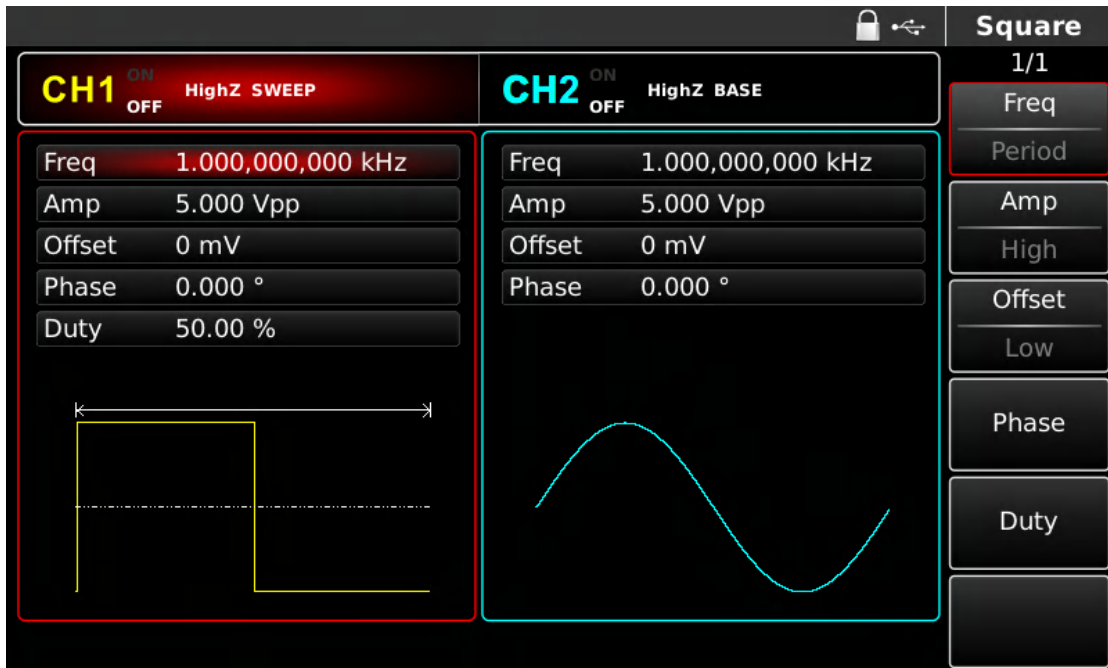 Square
1/1
CH1 ON OFF HighZ SWEEP
CH2 ON OFF HighZ BASE
Freq 1.000,000,000 kHz
Amp 5.000 Vpp
Offset 0 mV
Phase 0.000 °
Duty 50.00 %
Freq 1.000,000,000 kHz
Amp 5.000 Vpp
Offset 0 mV
Phase 0.000 °
Freq
Period
Amp
High
Offset
Low
Phase
Duty